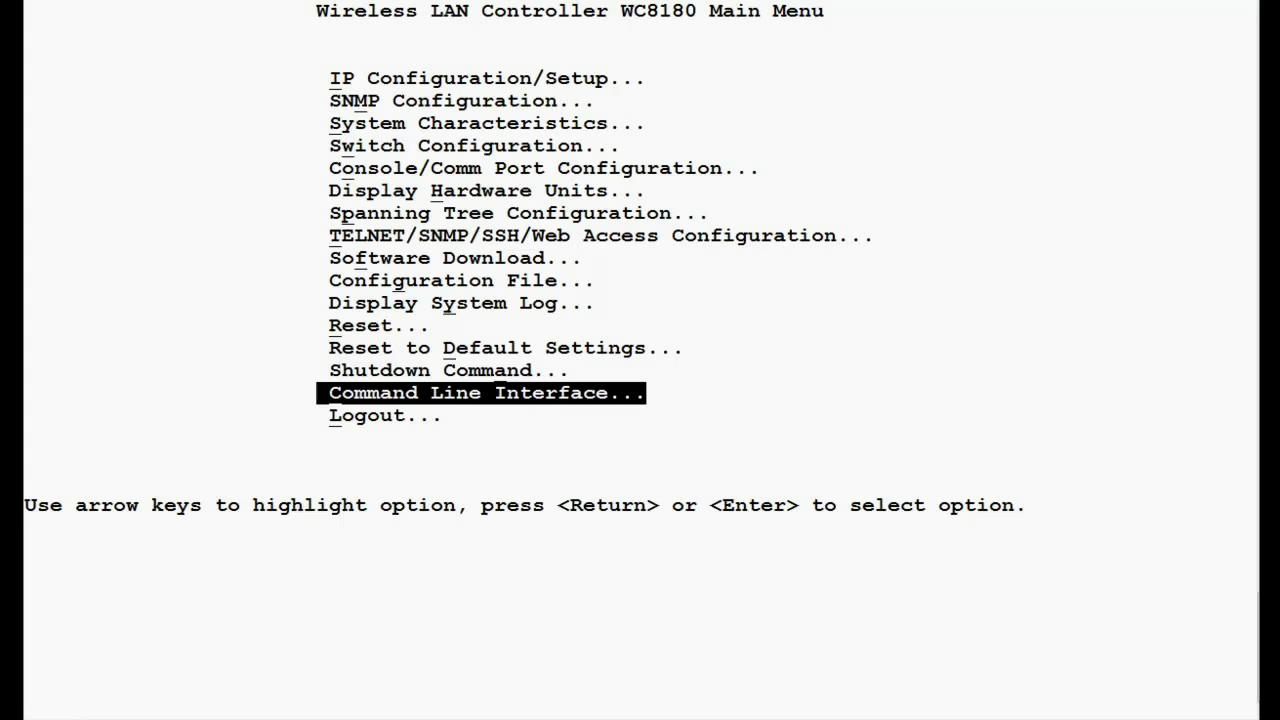 Wireless LAN Controller WC8180 Main Menu
IP Configuration/Setup...
SNMP Configuration...
System Characteristics...
Switch Configuration...
Console/Comm Port Configuration...
Display Hardware Units...
Spanning Tree Configuration...
TELNET/SNMP/SSH/Web Access Configuration...
Software Download...
Configuration File...
Display System Log...
Reset...
Reset to Default Settings...
Shutdown Command...
Command Line Interface...
Logout...
Use arrow keys to highlight option, press <Return> or <Enter> to select option.